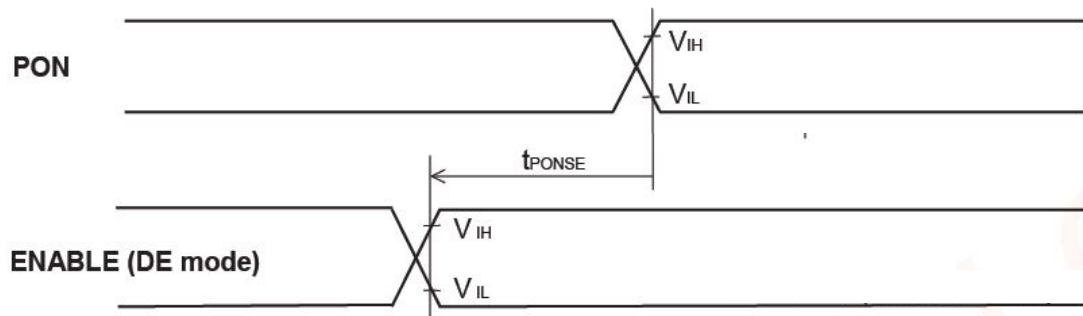 PON
VIH
VIL
tPONSE
ENABLE (DE mode)
VIH
VIL